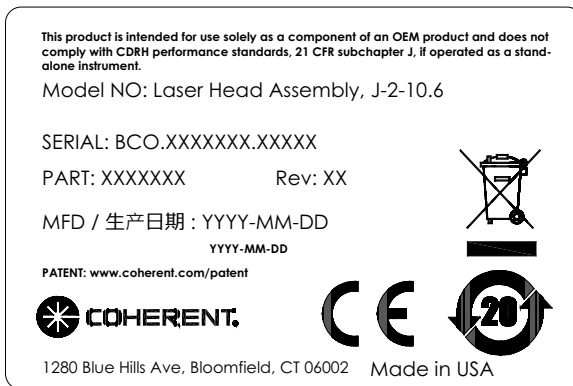 This product is intended for use solely as a component of an OEM product and does not
comply with CDRH performance standards, 21 CFR subchapter J, if operated as a stand-
alone instrument.
Model NO: Laser Head Assembly, J-2-10.6
SERIAL: BCO.XXXXXXX.XXXXX
PART: XXXXXXX Rev: XX
MFD / 生产日期 : YYYY-MM-DD
YYYY-MM-DD
PATENT: www.coherent.com/patent
COHERENT.
CE
20
1280 Blue Hills Ave, Bloomfield, CT 06002 Made in USA